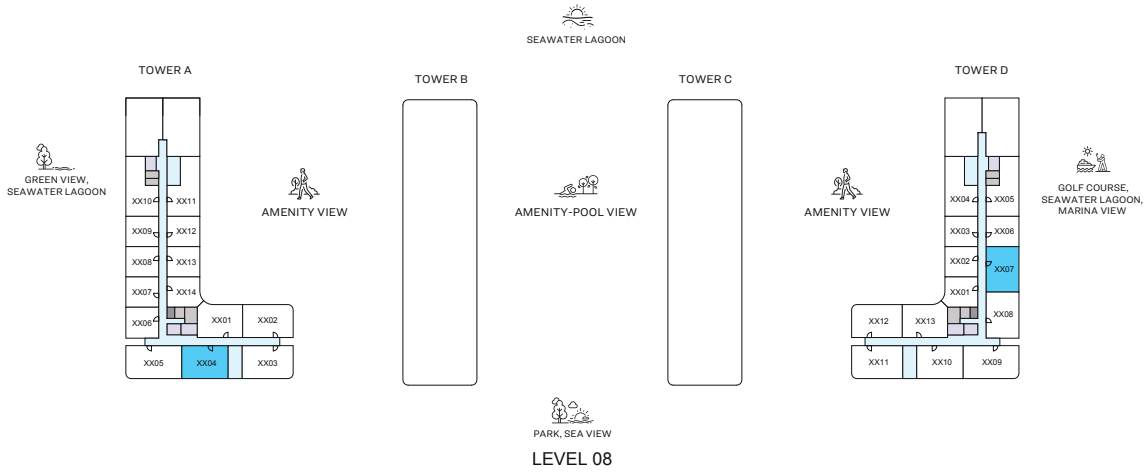 SEAWATER LAGOON
TOWER A
TOWER B
TOWER C
TOWER D
GREEN VIEW,
SEAWATER LAGOON
AMENITY VIEW
AMENITY-POOL VIEW
AMENITY VIEW
GOLF COURSE,
SEAWATER LAGOON,
MARINA VIEW
XX10 XX11
XX09 XX12
XX08 XX13
XX07 XX14
XX06 XX01 XX02
XX05 XX04 XX03
XX04 XX05
XX03 XX06
XX02 XX07
XX01
XX08
XX12 XX13
XX11 XX10 XX09
PARK, SEA VIEW
LEVEL 08